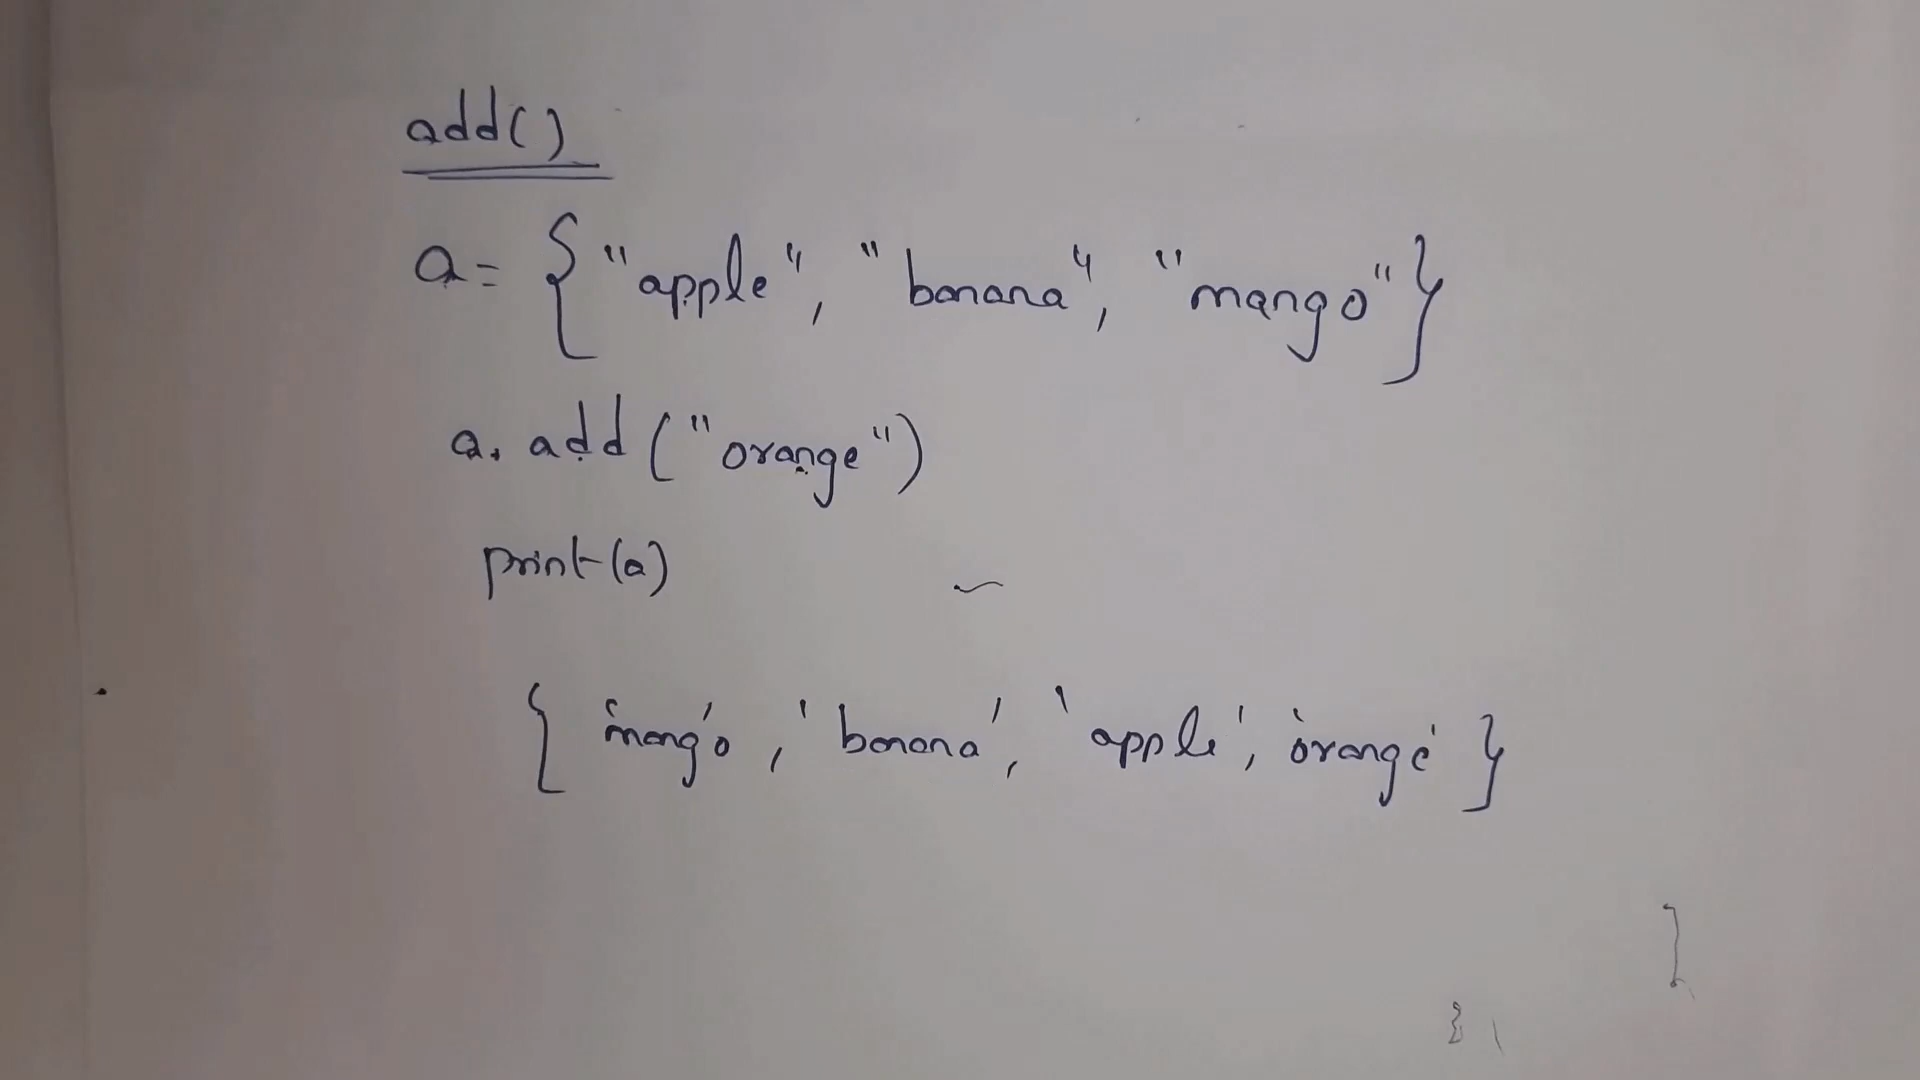 add()
a = {"apple", "banana", "mango"}
a. add ("orange")
print(a)
{ 'mango', 'banana', 'apple', 'orange' }